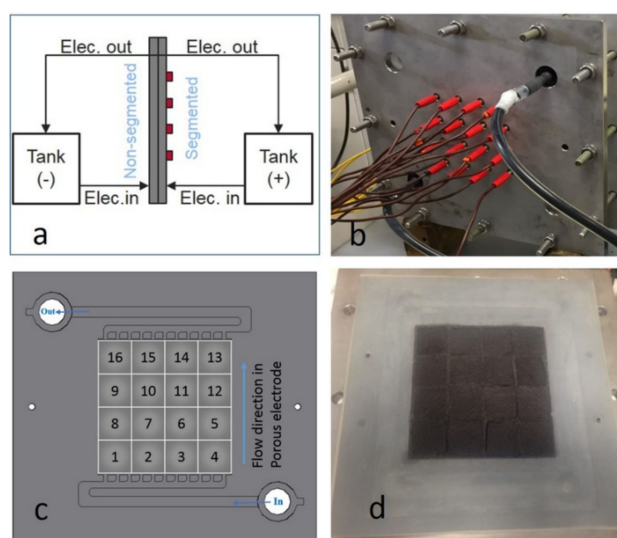 Elec. out Elec. out
Non-segmented
Segmented
Tank
(-)
Tank
(+)
Elec.in Elec. in
a
b
Out
16 15 14 13
9 10 11 12
8 7 6 5
1 2 3 4
Flow direction in
Porous electrode
In
c
d